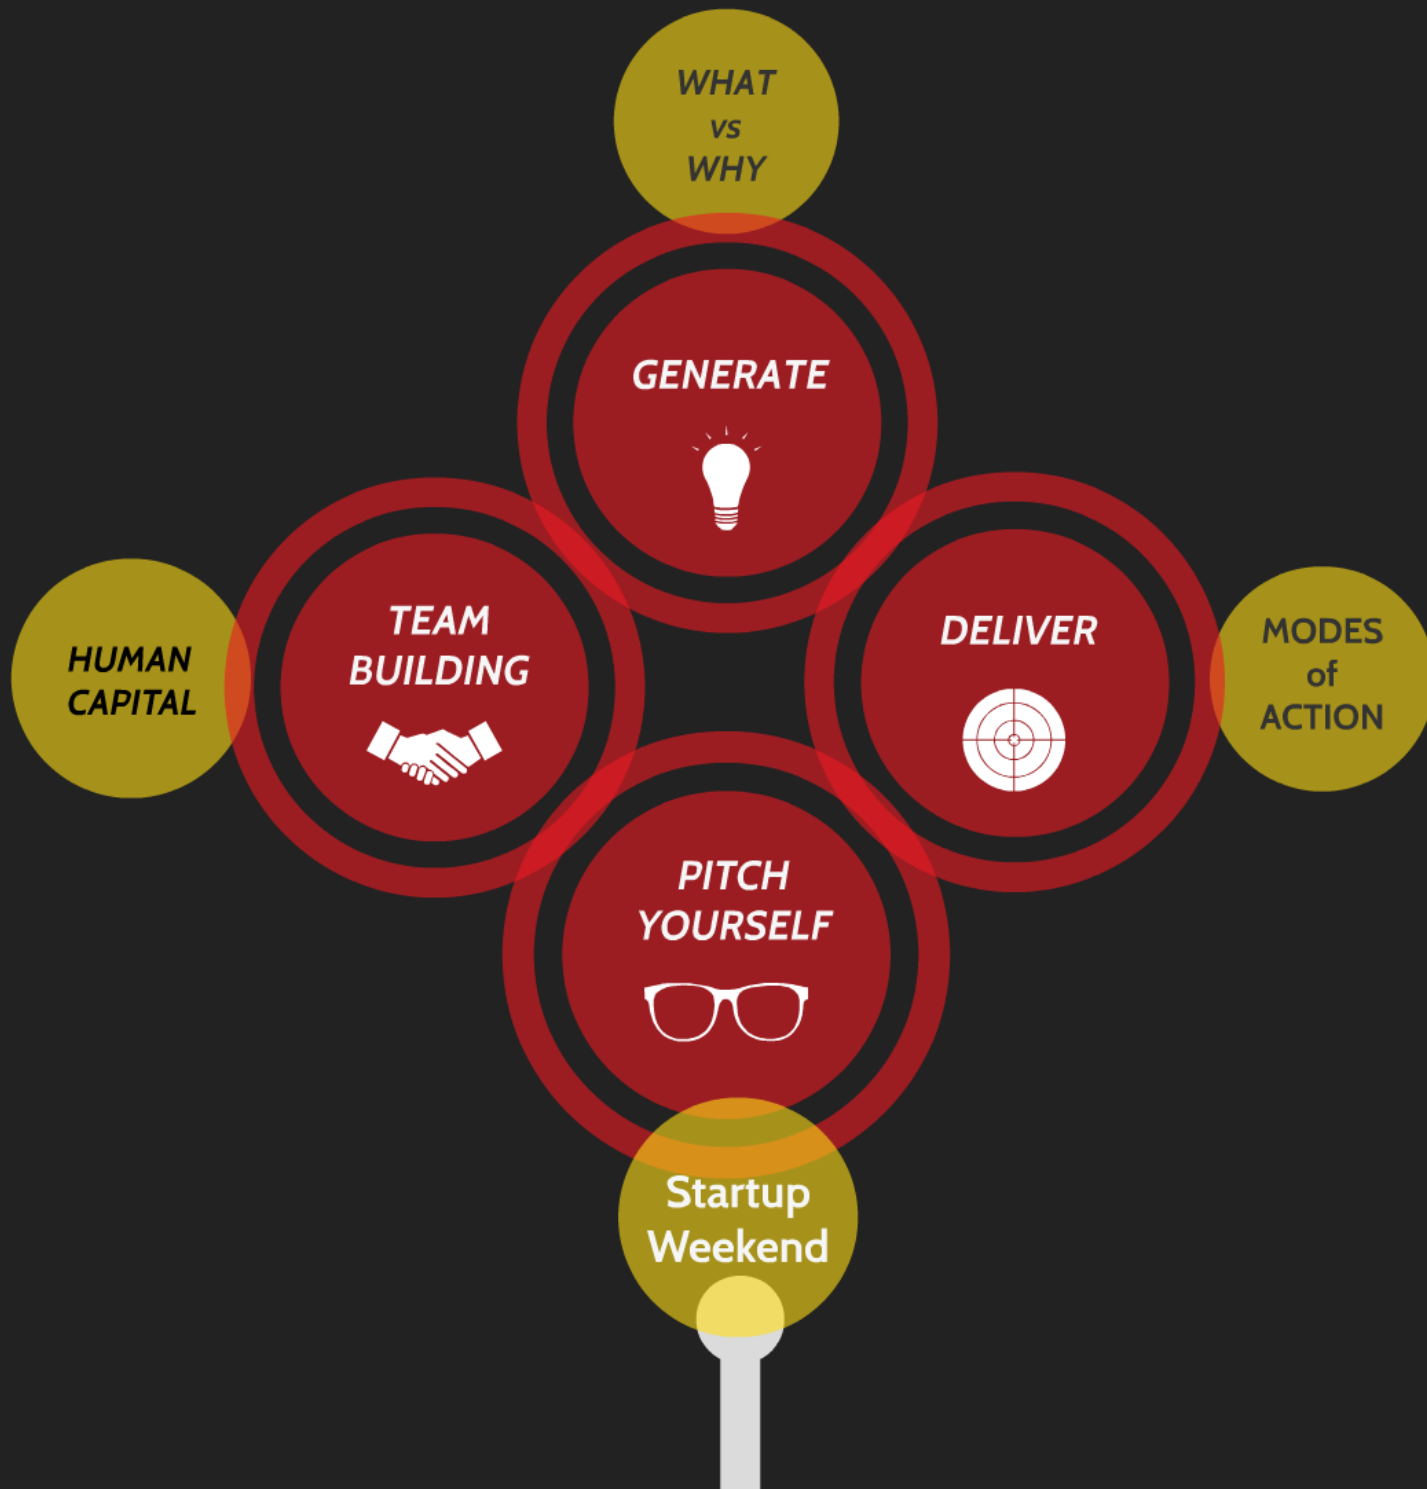 WHAT
vs
WHY
GENERATE
TEAM
BUILDING
HUMAN
CAPITAL
DELIVER
MODES
of
ACTION
PITCH
YOURSELF
Startup
Weekend